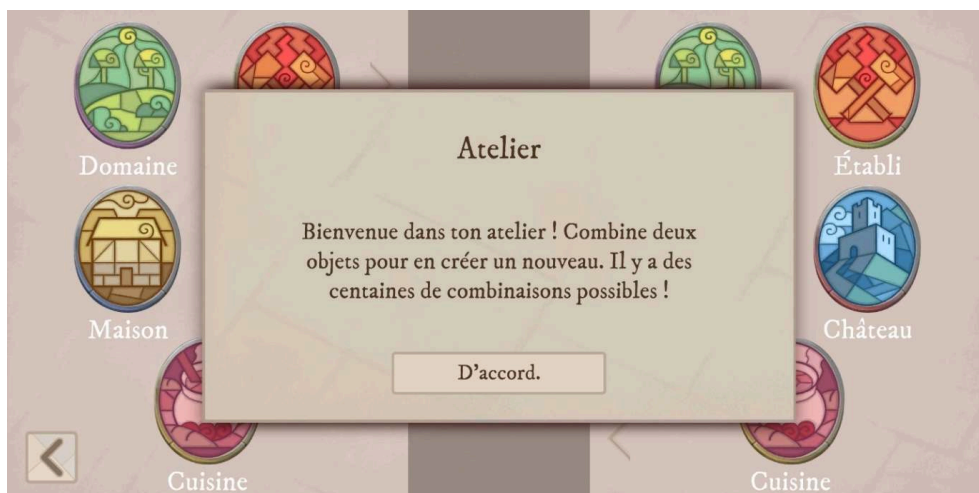 Domaine
Établi
Atelier
Bienvenue dans ton atelier ! Combine deux
objets pour en créer un nouveau. Il y a des
centaines de combinaisons possibles !
Maison
Château
D'accord.
Cuisine
Cuisine